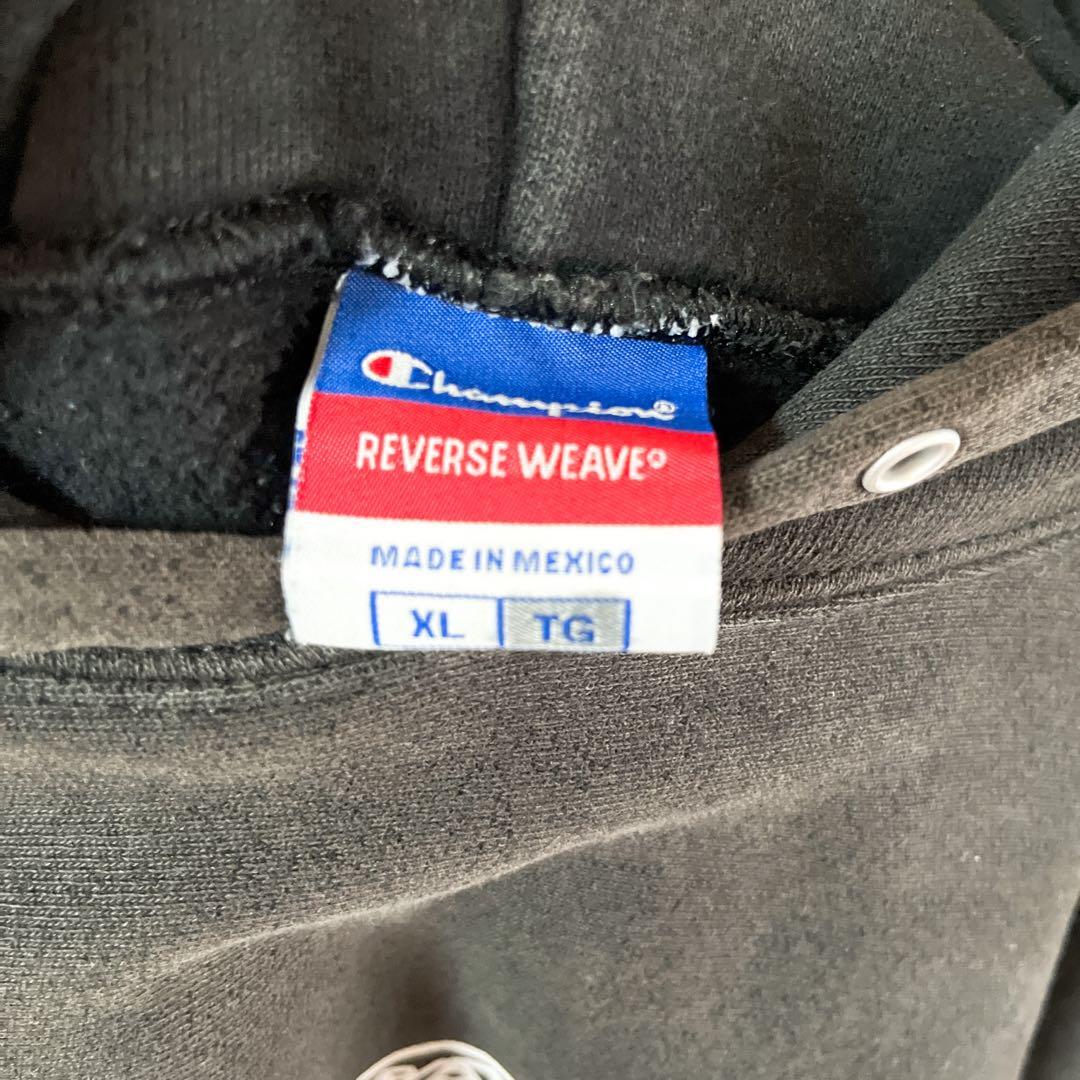 Champion®
REVERSE WEAVE®
MADE IN MEXICO
XL TG